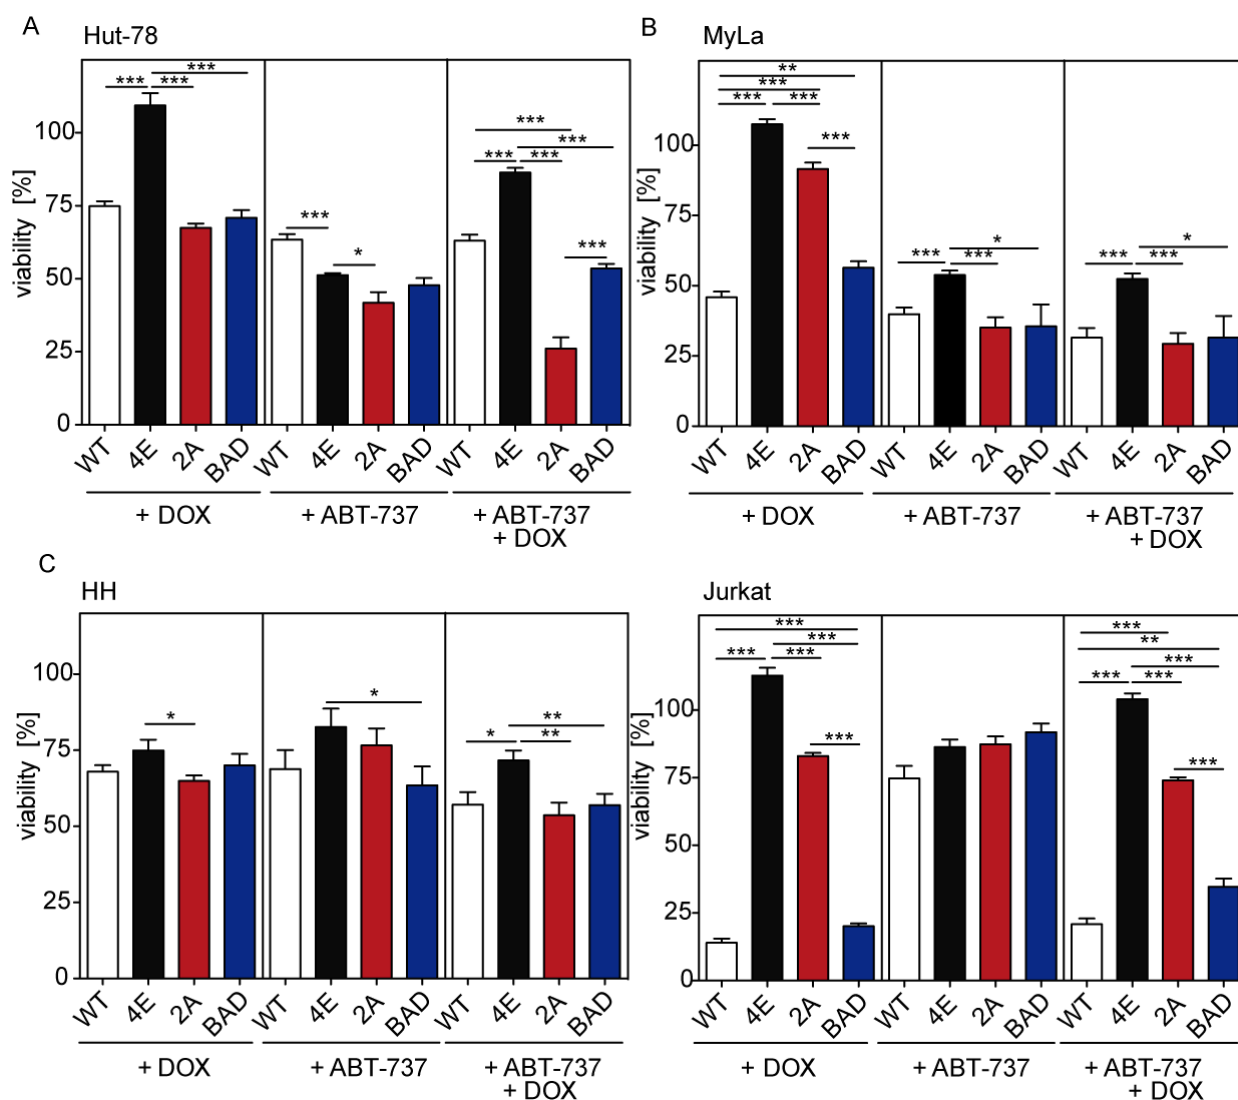 A
Hut-78
*** *** ***
*** *
*** *** *** *** ***
viability [%]
100
75
50
25
0
WT 4E 2A BAD WT 4E 2A BAD WT 4E 2A BAD
+ DOX + ABT-737 + ABT-737
+ DOX
B
MyLa
** *** *** *** ***
*** *** *
*** *** *
viability [%]
100
75
50
25
0
WT 4E 2A BAD WT 4E 2A BAD WT 4E 2A BAD
+ DOX + ABT-737 + ABT-737
+ DOX
C
HH
*
*
* ** **
viability [%]
100
75
50
25
0
WT 4E 2A BAD WT 4E 2A BAD WT 4E 2A BAD
+ DOX + ABT-737 + ABT-737
+ DOX
Jurkat
*** *** *** *** ***
*** ** *** *** *** ***
viability [%]
100
75
50
25
0
WT 4E 2A BAD WT 4E 2A BAD WT 4E 2A BAD
+ DOX + ABT-737 + ABT-737
+ DOX